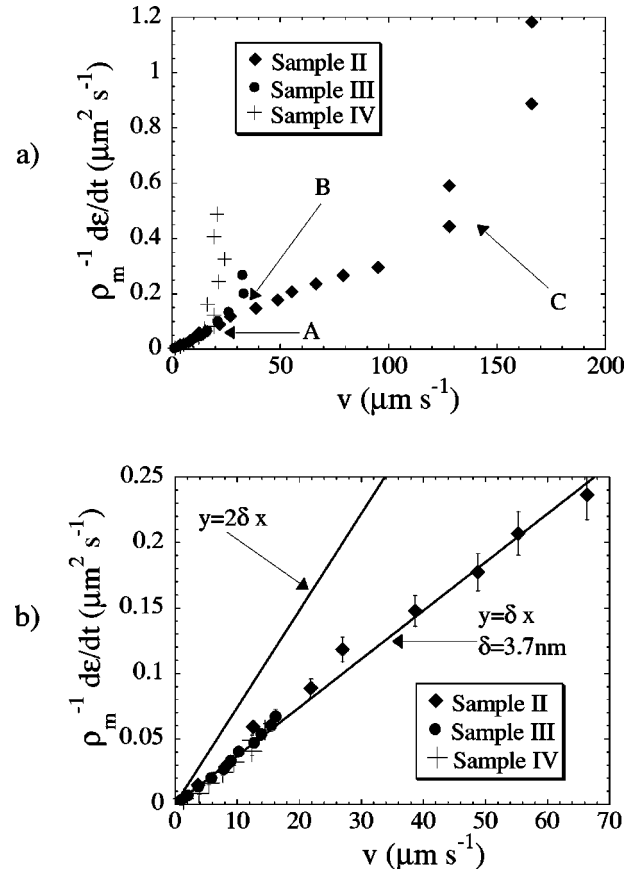 a)
ρm-1 dε/dt (μm2 s-1)
1.2
1
0.8
0.6
0.4
0.2
0
Sample II
Sample III
Sample IV
B
A
C
0 50 100 150 200
v (μm s-1)
b)
ρm-1 dε/dt (μm2 s-1)
0.25
0.2
0.15
0.1
0.05
0
y=2δ x
y=δ x
δ=3.7nm
Sample II
Sample III
Sample IV
0 10 20 30 40 50 60 70
v (μm s-1)